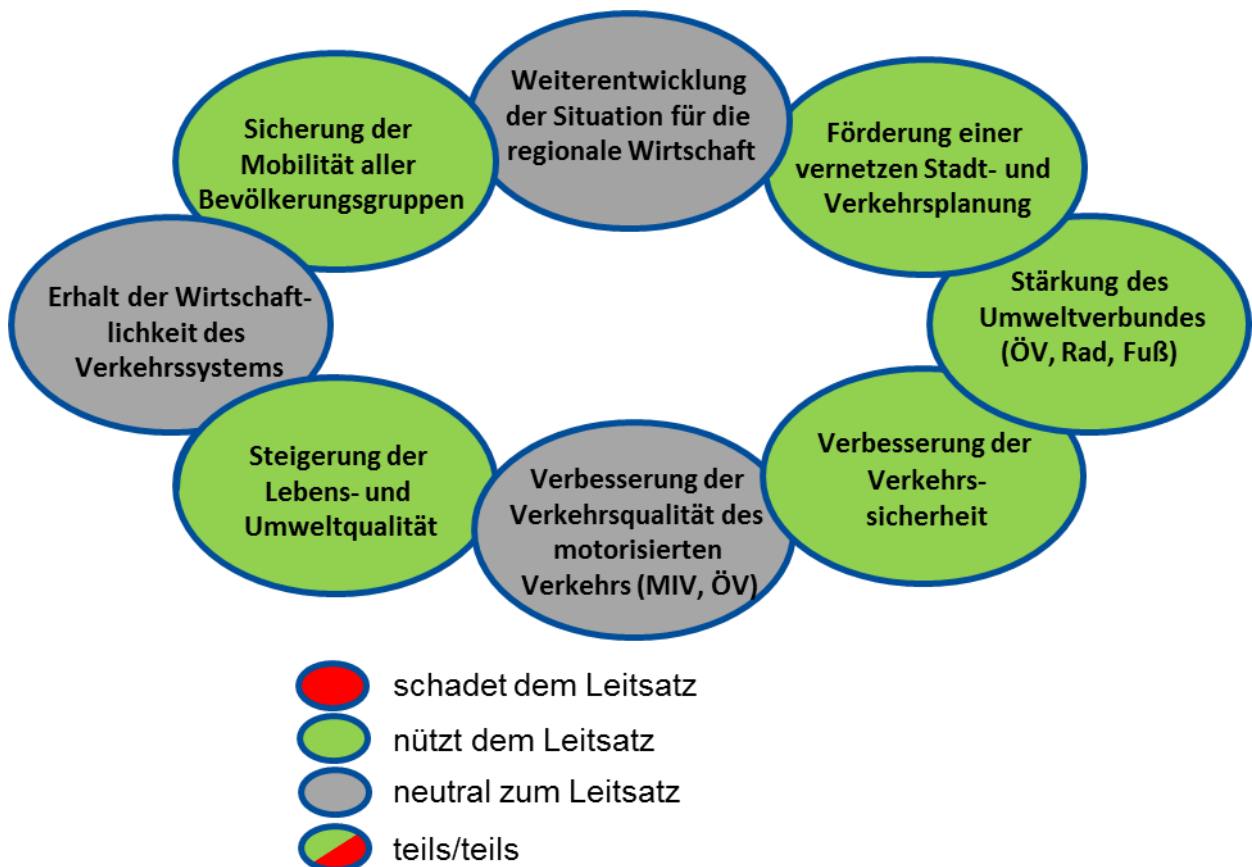 Weiterentwicklung
der Situation für die
regionale Wirtschaft
Sicherung der
Mobilität aller
Bevölkerungsgruppen
Förderung einer
vernetzen Stadt- und
Verkehrsplanung
Erhalt der Wirtschaft-
lichkeit des
Verkehrssystems
Stärkung des
Umweltverbundes
(ÖV, Rad, Fuß)
Steigerung der
Lebens- und
Umweltqualität
Verbesserung der
Verkehrsqualität des
motorisierten
Verkehrs (MIV, ÖV)
Verbesserung der
Verkehrs-
sicherheit
schadet dem Leitsatz
nützt dem Leitsatz
neutral zum Leitsatz
teils/teils